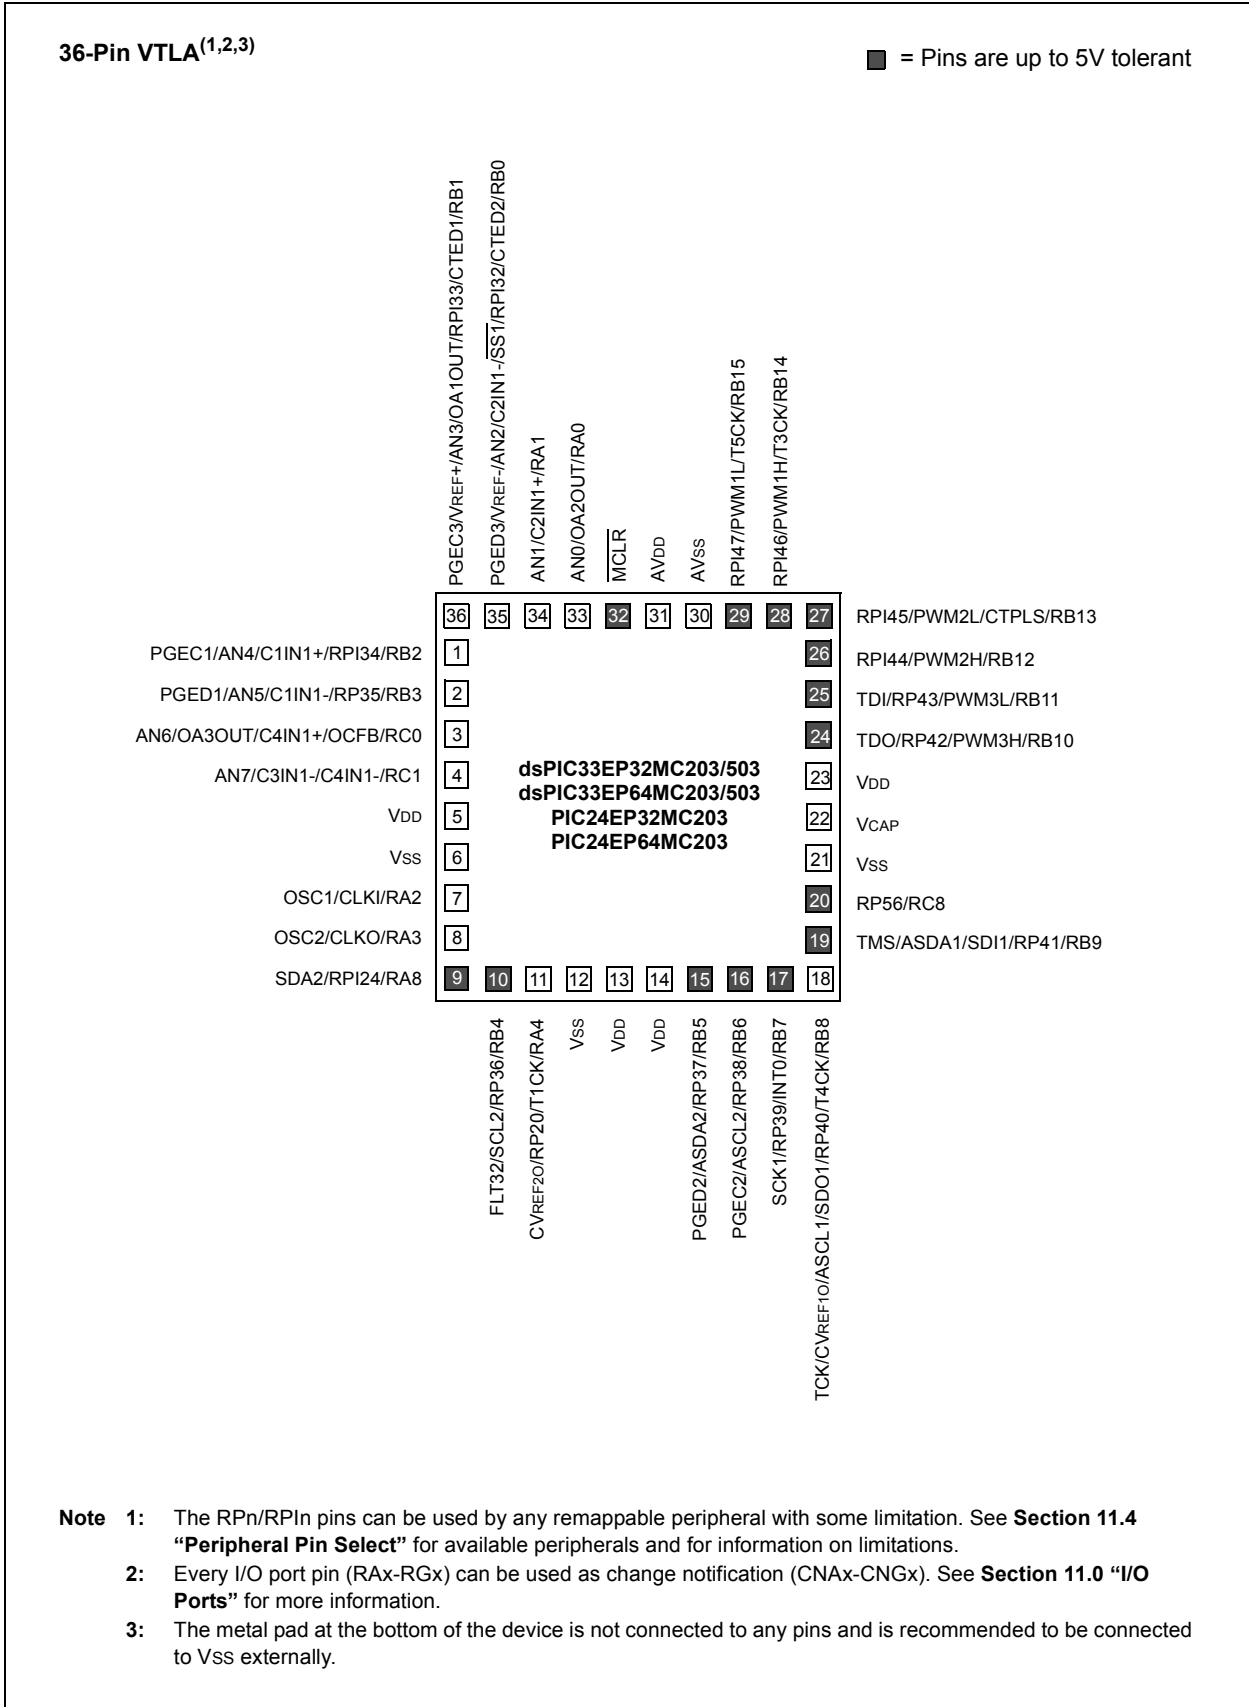 36-Pin VTLA(1,2,3)
= Pins are up to 5V tolerant
PGEC3/VREF+/AN3/OA1OUT/RPI33/CTED1/RB1
PGED3/VREF-/AN2/C2IN1-/SS1/RPI32/CTED2/RB0
AN1/C2IN1+/RA1
AN0/OA2OUT/RA0
MCLR
AVDD
AVSS
RPI47/PWM1L/T5CK/RB15
RPI46/PWM1H/T3CK/RB14
36 35 34 33 32 31 30 29 28 27 RPI45/PWM2L/CTPLS/RB13
PGEC1/AN4/C1IN1+/RPI34/RB2 1 26 RPI44/PWM2H/RB12
PGED1/AN5/C1IN1-/RP35/RB3 2 25 TDI/RP43/PWM3L/RB11
AN6/OA3OUT/C4IN1+/OCFB/RC0 3 24 TDO/RP42/PWM3H/RB10
AN7/C3IN1-/C4IN1-/RC1 4 23 VDD
dsPIC33EP32MC203/503
dsPIC33EP64MC203/503
PIC24EP32MC203
PIC24EP64MC203
VDD 5 22 VCAP
VSS 6 21 VSS
OSC1/CLKI/RA2 7 20 RP56/RC8
OSC2/CLKO/RA3 8 19 TMS/ASDA1/SDI1/RP41/RB9
SDA2/RPI24/RA8 9 10 11 12 13 14 15 16 17 18
FLT32/SCL2/RP36/RB4
CVREF2O/RP20/T1CK/RA4
VSS
VDD
VDD
PGED2/ASDA2/RP37/RB5
PGEC2/ASCL2/RP38/RB6
SCK1/RP39/INT0/RB7
TCK/CVREF1O/ASCL1/SDO1/RP40/T4CK/RB8
Note 1: The RPn/RPIn pins can be used by any remappable peripheral with some limitation. See Section 11.4
“Peripheral Pin Select” for available peripherals and for information on limitations.
2: Every I/O port pin (RAx-RGx) can be used as change notification (CNAx-CNGx). See Section 11.0 “I/O
Ports” for more information.
3: The metal pad at the bottom of the device is not connected to any pins and is recommended to be connected
to VSS externally.